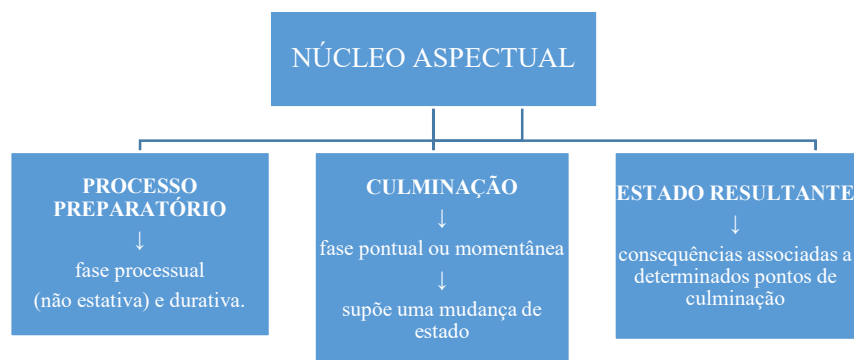 NÚCLEO ASPECTUAL
PROCESSO
PREPARATÓRIO
↓
fase processual
(não estativa) e durativa.
CULMINAÇÃO
↓
fase pontual ou momentânea
↓
supõe uma mudança de
estado
ESTADO RESULTANTE
↓
consequências associadas a
determinados pontos de
culminação